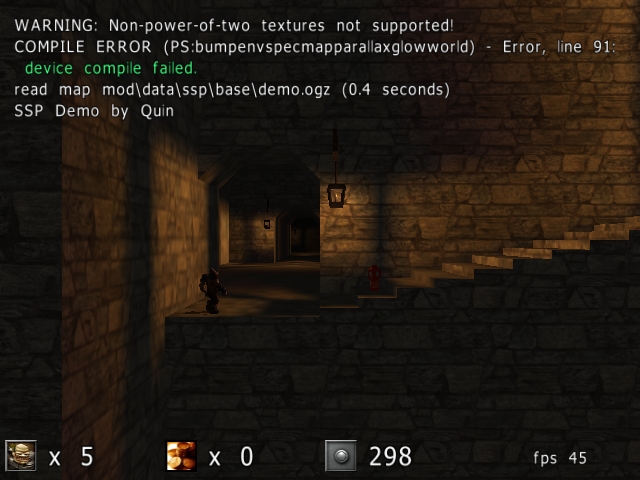 WARNING: Non-power-of-two textures not supported!
COMPILE ERROR (PS:bumpenvspecmapparallaxglowworld) - Error, line 91:
device compile failed.
read map mod\data\ssp\base\demo.ogz (0.4 seconds)
SSP Demo by Quin
x 5 x 0 298 fps 45